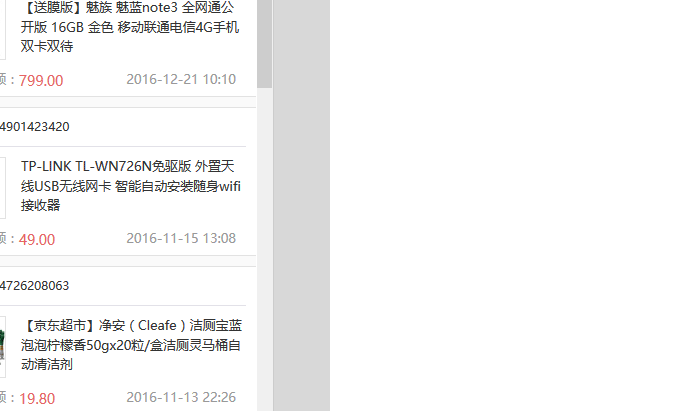 【送膜版】魅族 魅蓝note3 全网通公
开版 16GB 金色 移动联通电信4G手机
双卡双待
额：799.00 2016-12-21 10:10
4901423420
TP-LINK TL-WN726N免驱版 外置天
线USB无线网卡 智能自动安装随身wifi
接收器
额：49.00 2016-11-15 13:08
4726208063
【京东超市】净安（Cleafe）洁厕宝蓝
泡泡柠檬香50gx20粒/盒洁厕灵马桶自
动清洁剂
额：19.80 2016-11-13 22:26